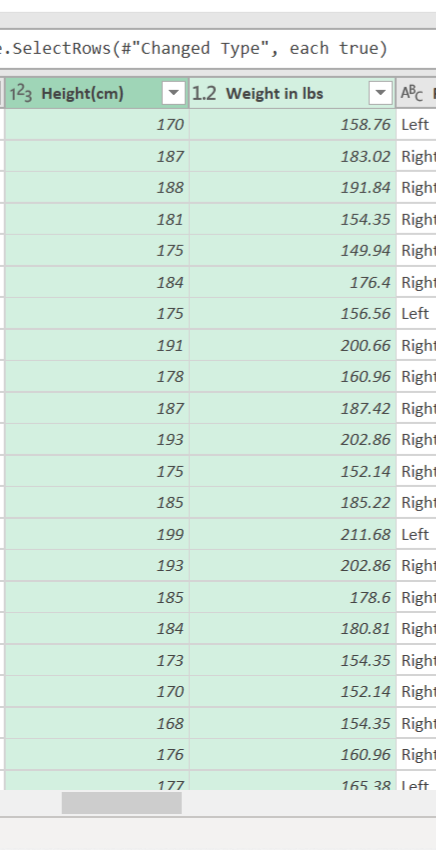 e.SelectRows(#"Changed Type", each true)
1²3 Height(cm) 1.2 Weight in lbs ABC
170 158.76 Left
187 183.02 Right
188 191.84 Right
181 154.35 Right
175 149.94 Right
184 176.4 Right
175 156.56 Left
191 200.66 Right
178 160.96 Right
187 187.42 Right
193 202.86 Right
175 152.14 Right
185 185.22 Right
199 211.68 Left
193 202.86 Right
185 178.6 Right
184 180.81 Right
173 154.35 Right
170 152.14 Right
168 154.35 Right
176 160.96 Right
177 165.38 Left